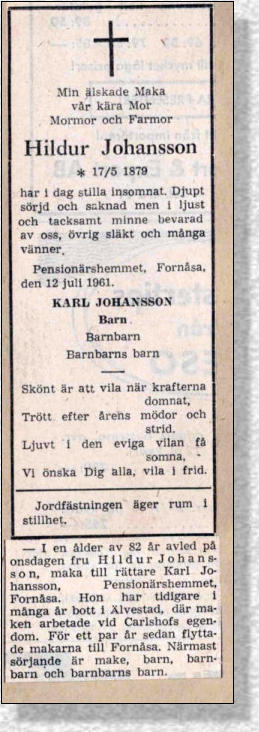 Min älskade Maka
vår kära Mor
Mormor och Farmor
Hildur Johansson
* 17/5 1879
har i dag stilla insomnat. Djupt
sörjd och saknad men i ljust
och tacksamt minne bevarad
av oss, övrig släkt och många
vänner.
Pensionärshemmet, Fornåsa,
den 12 juli 1961.
KARL JOHANSSON
Barn
Barnbarn
Barnbarns barn
Skönt är att vila när krafterna
domnat,
Trött efter årens mödor och
strid.
Ljuvt i den eviga vilan få
somna,
Vi önska Dig alla, vila i frid.
Jordfästningen äger rum i
stillhet.
— I en ålder av 82 år avled på
onsdagen fru Hildur Johans-
son, maka till rättare Karl Jo-
hansson, Pensionärshemmet,
Fornåsa. Hon har tidigare i
många år bott i Älvestad, där ma-
ken arbetade vid Carlshofs egen-
dom. För ett par år sedan flytta-
de makarna till Fornåsa. Närmast
sörjande är make, barn, barn-
barn och barnbarns barn.